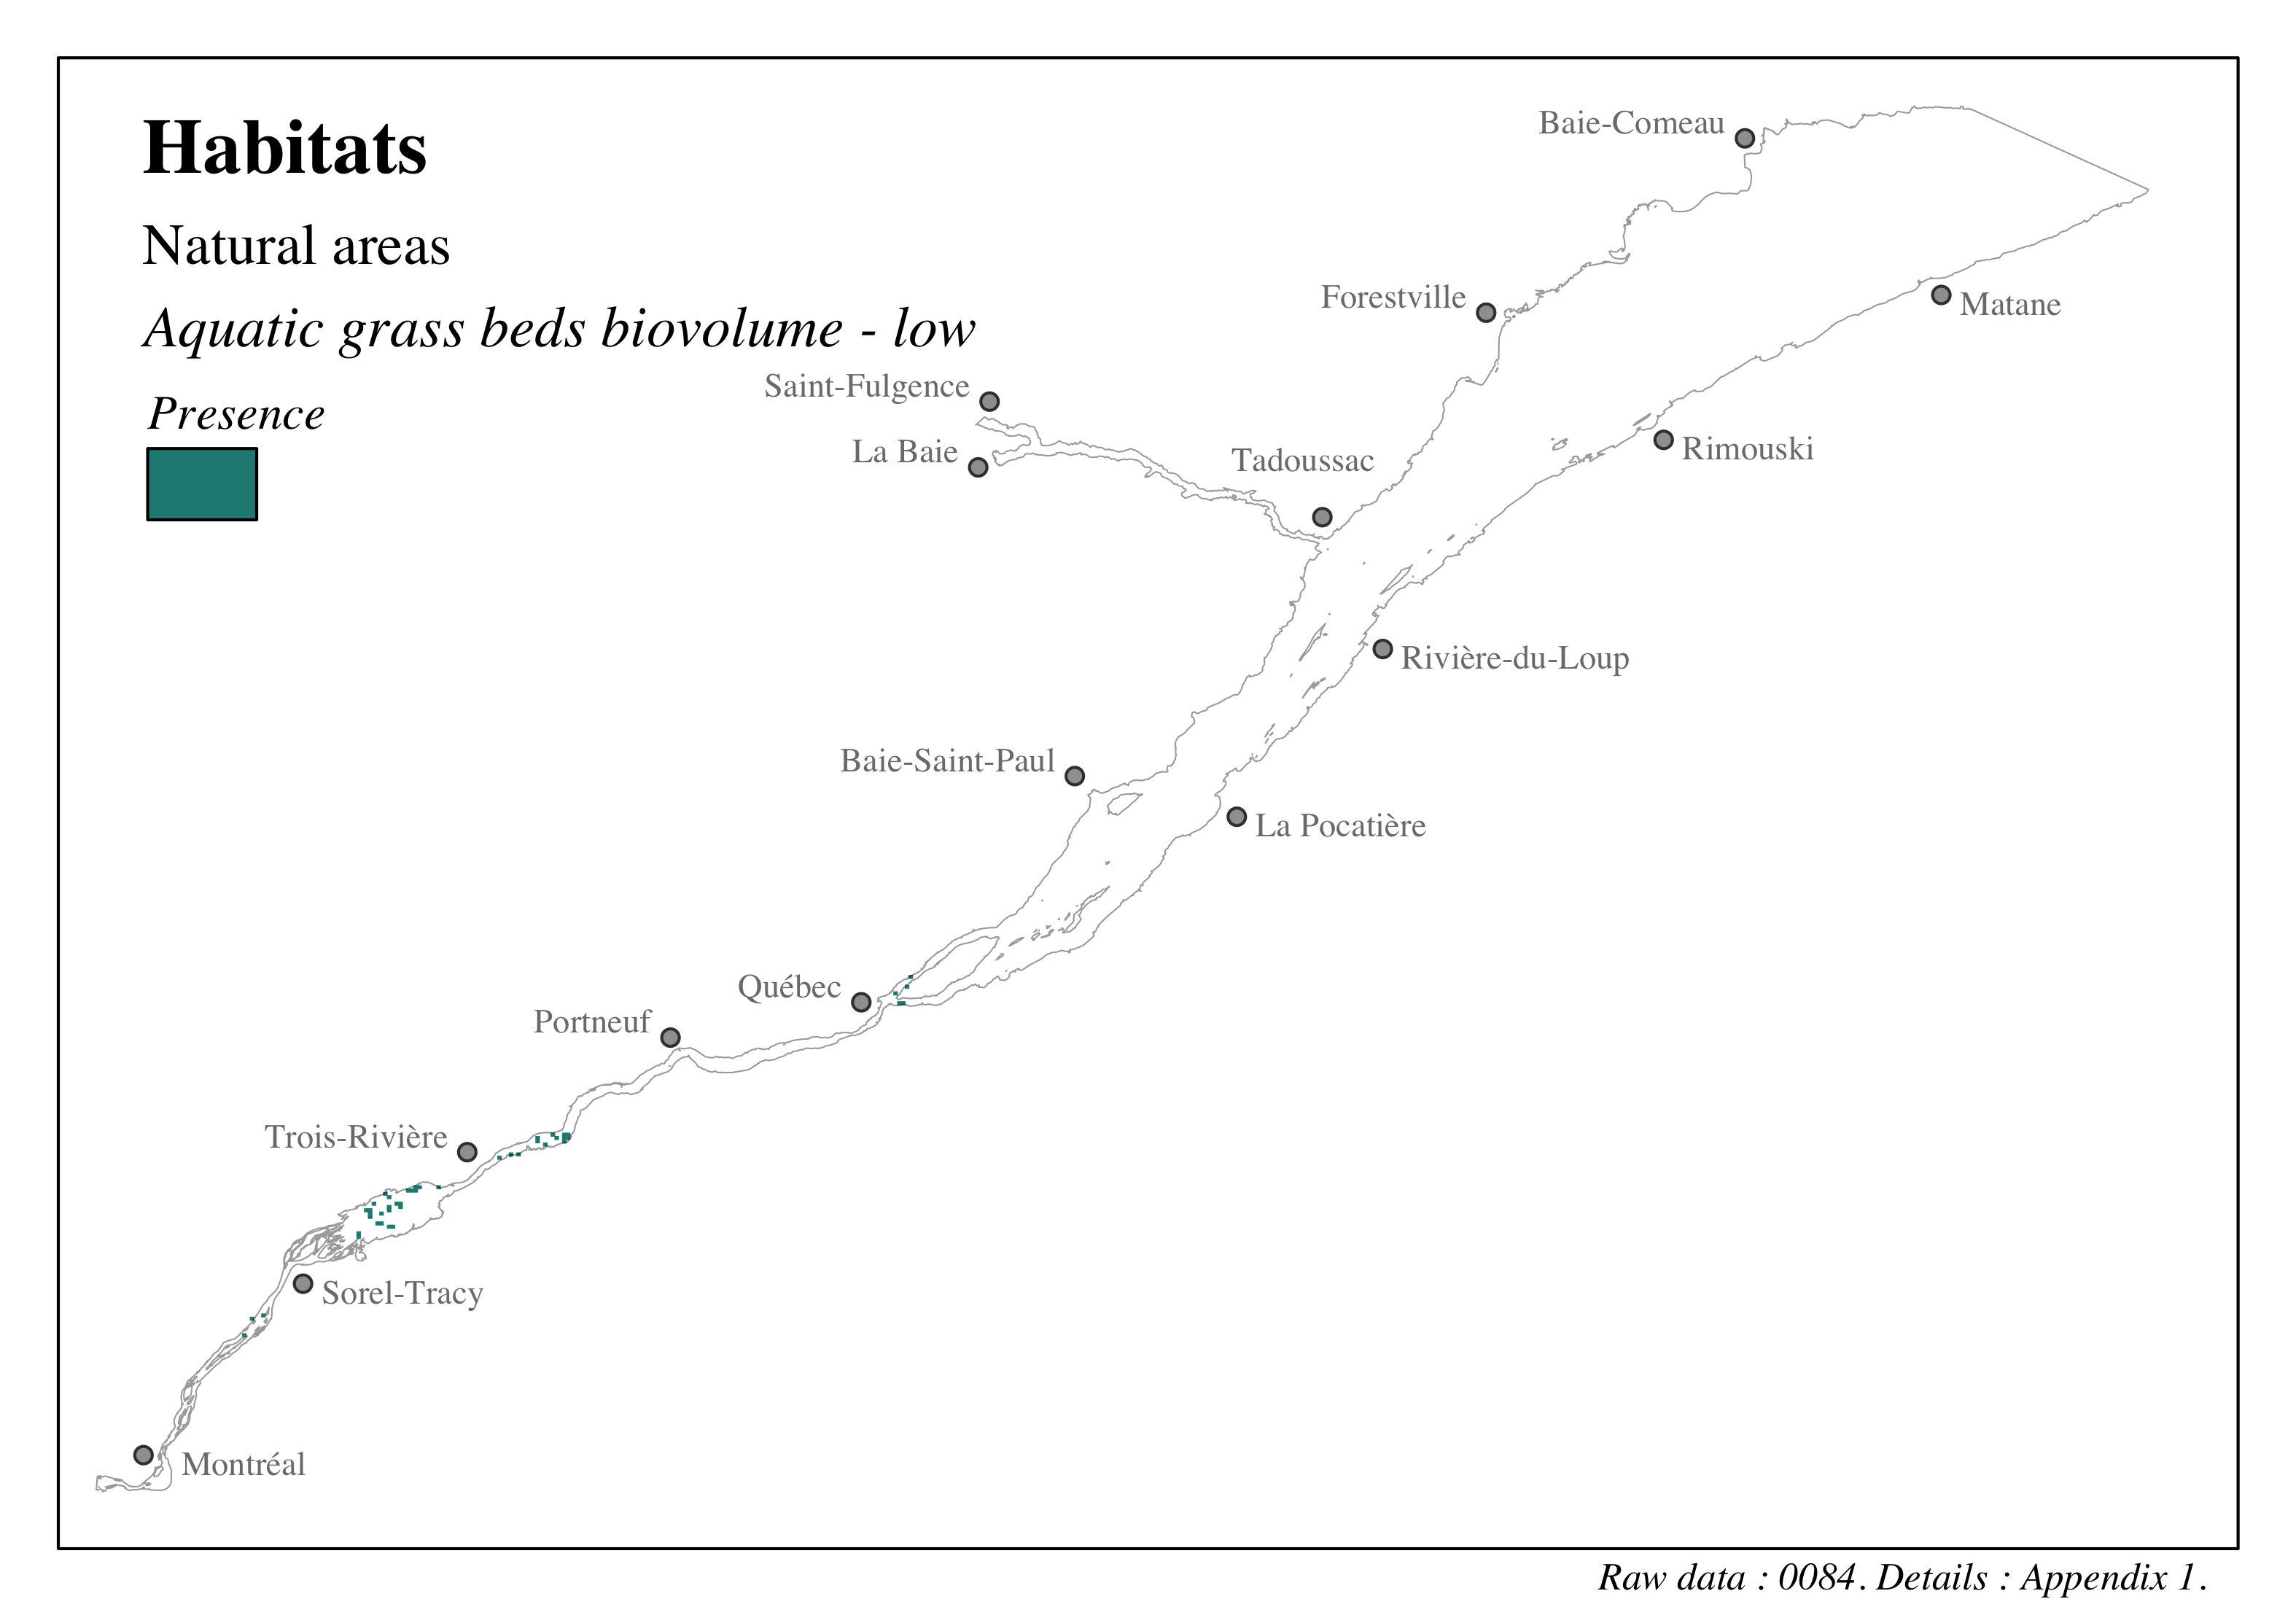 Habitats
Natural areas
Aquatic grass beds biovolume - low
Presence
Baie-Comeau
Forestville
Matane
Saint-Fulgence
La Baie
Tadoussac
Rimouski
Rivière-du-Loup
Baie-Saint-Paul
La Pocatière
Québec
Portneuf
Trois-Rivière
Sorel-Tracy
Montréal
Raw data : 0084. Details : Appendix 1.